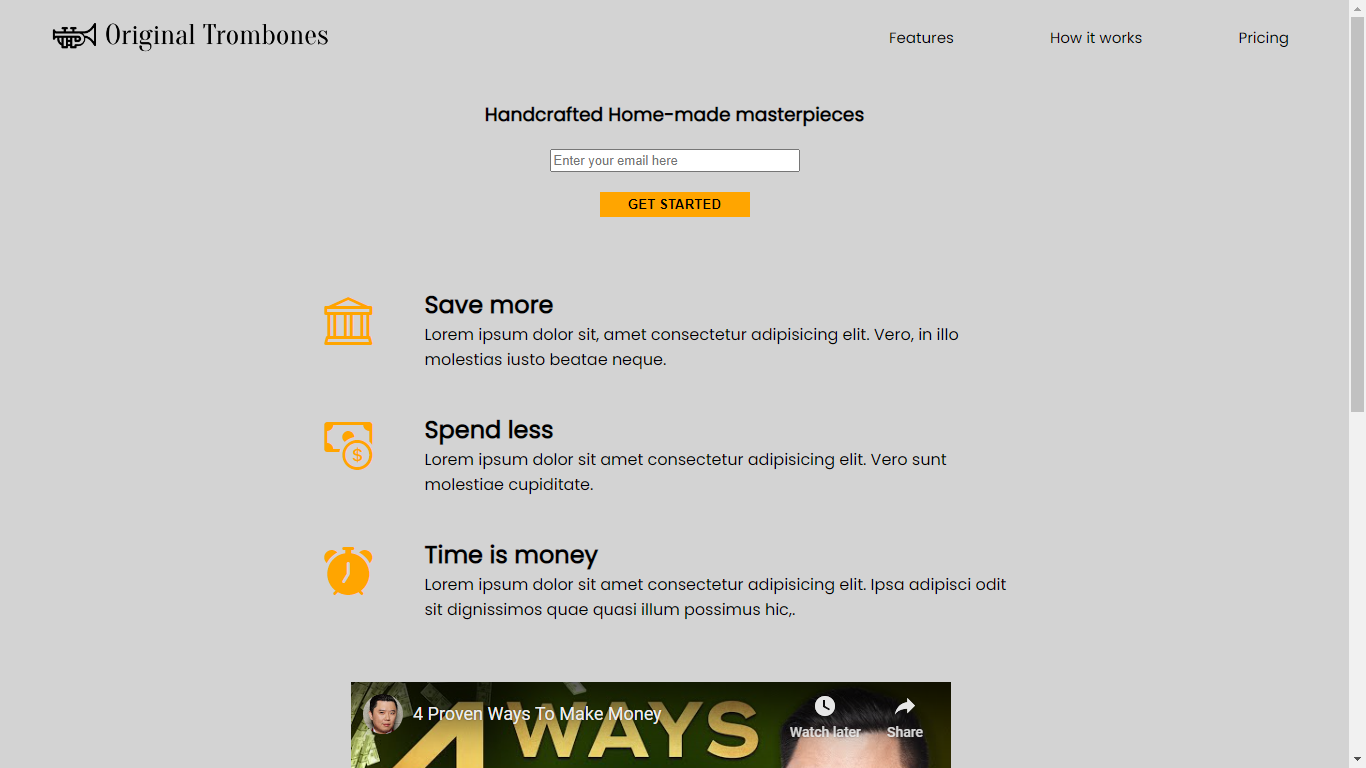 Original Trombones
Features
How it works
Pricing
Handcrafted Home-made masterpieces
Enter your email here
GET STARTED
Save more
Lorem ipsum dolor sit, amet consectetur adipisicing elit. Vero, in illo
molestias iusto beatae neque.
Spend less
Lorem ipsum dolor sit amet consectetur adipisicing elit. Vero sunt
molestiae cupiditate.
$
Time is money
Lorem ipsum dolor sit amet consectetur adipisicing elit. Ipsa adipisci odit
sit dignissimos quae quasi illum possimus hic,.
4 Proven Ways To Make Money
4 WAYS
Watch later
Share